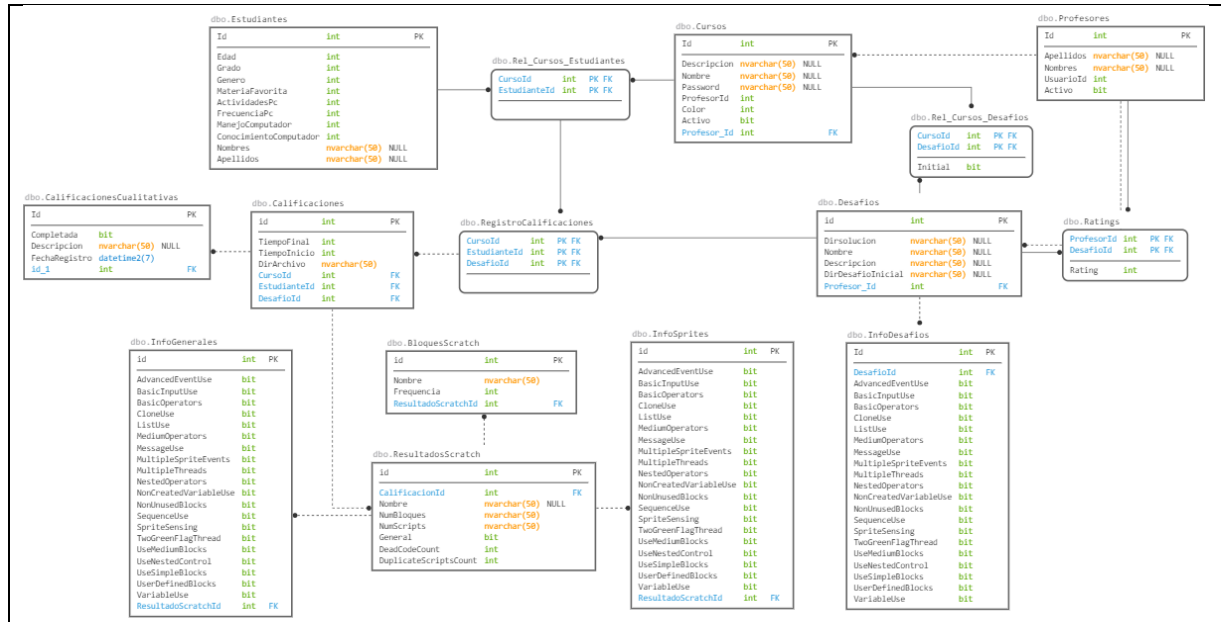 dbo.Estudiantes
Id int PK
Edad int
Grado int
Genero int
MateriaFavorita int
ActividadesPc int
FrecuenciaPc int
ManejoComputador int
ConocimientoComputador int
Nombres nvarchar(50) NULL
Apellidos nvarchar(50) NULL
dbo.Rel_Cursos_Estudiantes
CursoId int PK FK
EstudianteId int PK FK
dbo.Cursos
Id int PK
Descripcion nvarchar(50) NULL
Nombre nvarchar(50) NULL
Password nvarchar(50) NULL
ProfesorId int
Color int
Activo bit
Profesor_Id int FK
dbo.Profesores
Id int PK
Apellidos nvarchar(50) NULL
Nombres nvarchar(50) NULL
UsuarioId int
Activo bit
dbo.Rel_Cursos_Desafios
CursoId int PK FK
DesafioId int PK FK
Initial bit
dbo.CalificacionesCualitativas
Id PK
Completada bit
Descripcion nvarchar(50) NULL
FechaRegistro datetime2(7)
id_1 int FK
dbo.Calificaciones
id int PK
TiempoFinal int
TiempoInicio int
DirArchivo nvarchar(50)
CursoId int FK
EstudianteId int FK
DesafioId int FK
dbo.RegistroCalificaciones
CursoId int PK FK
EstudianteId int PK FK
DesafioId int PK FK
dbo.Desafios
id int PK
Dirsolucion nvarchar(50) NULL
Nombre nvarchar(50) NULL
Descripcion nvarchar(50) NULL
DirDesafioInicial nvarchar(50) NULL
Profesor_Id int FK
dbo.Ratings
ProfesorId int PK FK
DesafioId int PK FK
Rating int
dbo.InfoGenerales
id int PK
AdvancedEventUse bit
BasicInputUse bit
BasicOperators bit
CloneUse bit
ListUse bit
MediumOperators bit
MessageUse bit
MultipleSpriteEvents bit
MultipleThreads bit
NestedOperators bit
NonCreatedVariableUse bit
NonUnusedBlocks bit
SequenceUse bit
SpriteSensing bit
TwoGreenFlagThread bit
UseMediumBlocks bit
UseNestedControl bit
UseSimpleBlocks bit
UserDefinedBlocks bit
VariableUse bit
ResultadoScratchId int FK
dbo.BloquesScratch
id int PK
Nombre nvarchar(50)
Frequencia int
ResultadoScratchId int FK
dbo.ResultadosScratch
id int PK
CalificacionId int FK
Nombre nvarchar(50) NULL
NumBloques nvarchar(50)
NumScripts nvarchar(50)
General bit
DeadCodeCount int
DuplicateScriptsCount int
dbo.InfoSprites
id int PK
AdvancedEventUse bit
BasicInputUse bit
BasicOperators bit
CloneUse bit
ListUse bit
MediumOperators bit
MessageUse bit
MultipleSpriteEvents bit
MultipleThreads bit
NestedOperators bit
NonCreatedVariableUse bit
NonUnusedBlocks bit
SequenceUse bit
SpriteSensing bit
TwoGreenFlagThread bit
UseMediumBlocks bit
UseNestedControl bit
UseSimpleBlocks bit
UserDefinedBlocks bit
VariableUse bit
ResultadoScratchId int FK
dbo.InfoDesafios
Id int PK
DesafioId int FK
AdvancedEventUse bit
BasicInputUse bit
BasicOperators bit
CloneUse bit
ListUse bit
MediumOperators bit
MessageUse bit
MultipleSpriteEvents bit
MultipleThreads bit
NestedOperators bit
NonCreatedVariableUse bit
NonUnusedBlocks bit
SequenceUse bit
SpriteSensing bit
TwoGreenFlagThread bit
UseMediumBlocks bit
UseNestedControl bit
UseSimpleBlocks bit
UserDefinedBlocks bit
VariableUse bit